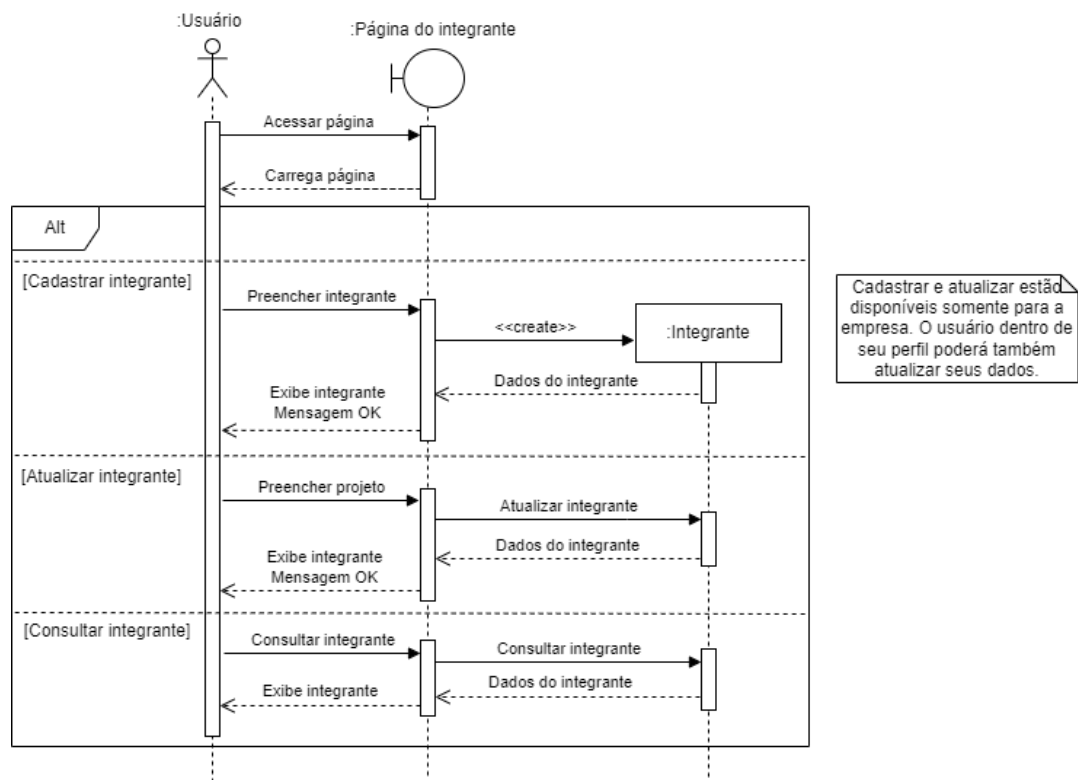 :Usuário
:Página do integrante
Acessar página
Carrega página
Alt
[Cadastrar integrante]
Preencher integrante
<<create>>
:Integrante
Dados do integrante
Exibe integrante
Mensagem OK
Cadastrar e atualizar estão
disponíveis somente para a
empresa. O usuário dentro de
seu perfil poderá também
atualizar seus dados.
[Atualizar integrante]
Preencher projeto
Atualizar integrante
Dados do integrante
Exibe integrante
Mensagem OK
[Consultar integrante]
Consultar integrante
Consultar integrante
Dados do integrante
Exibe integrante